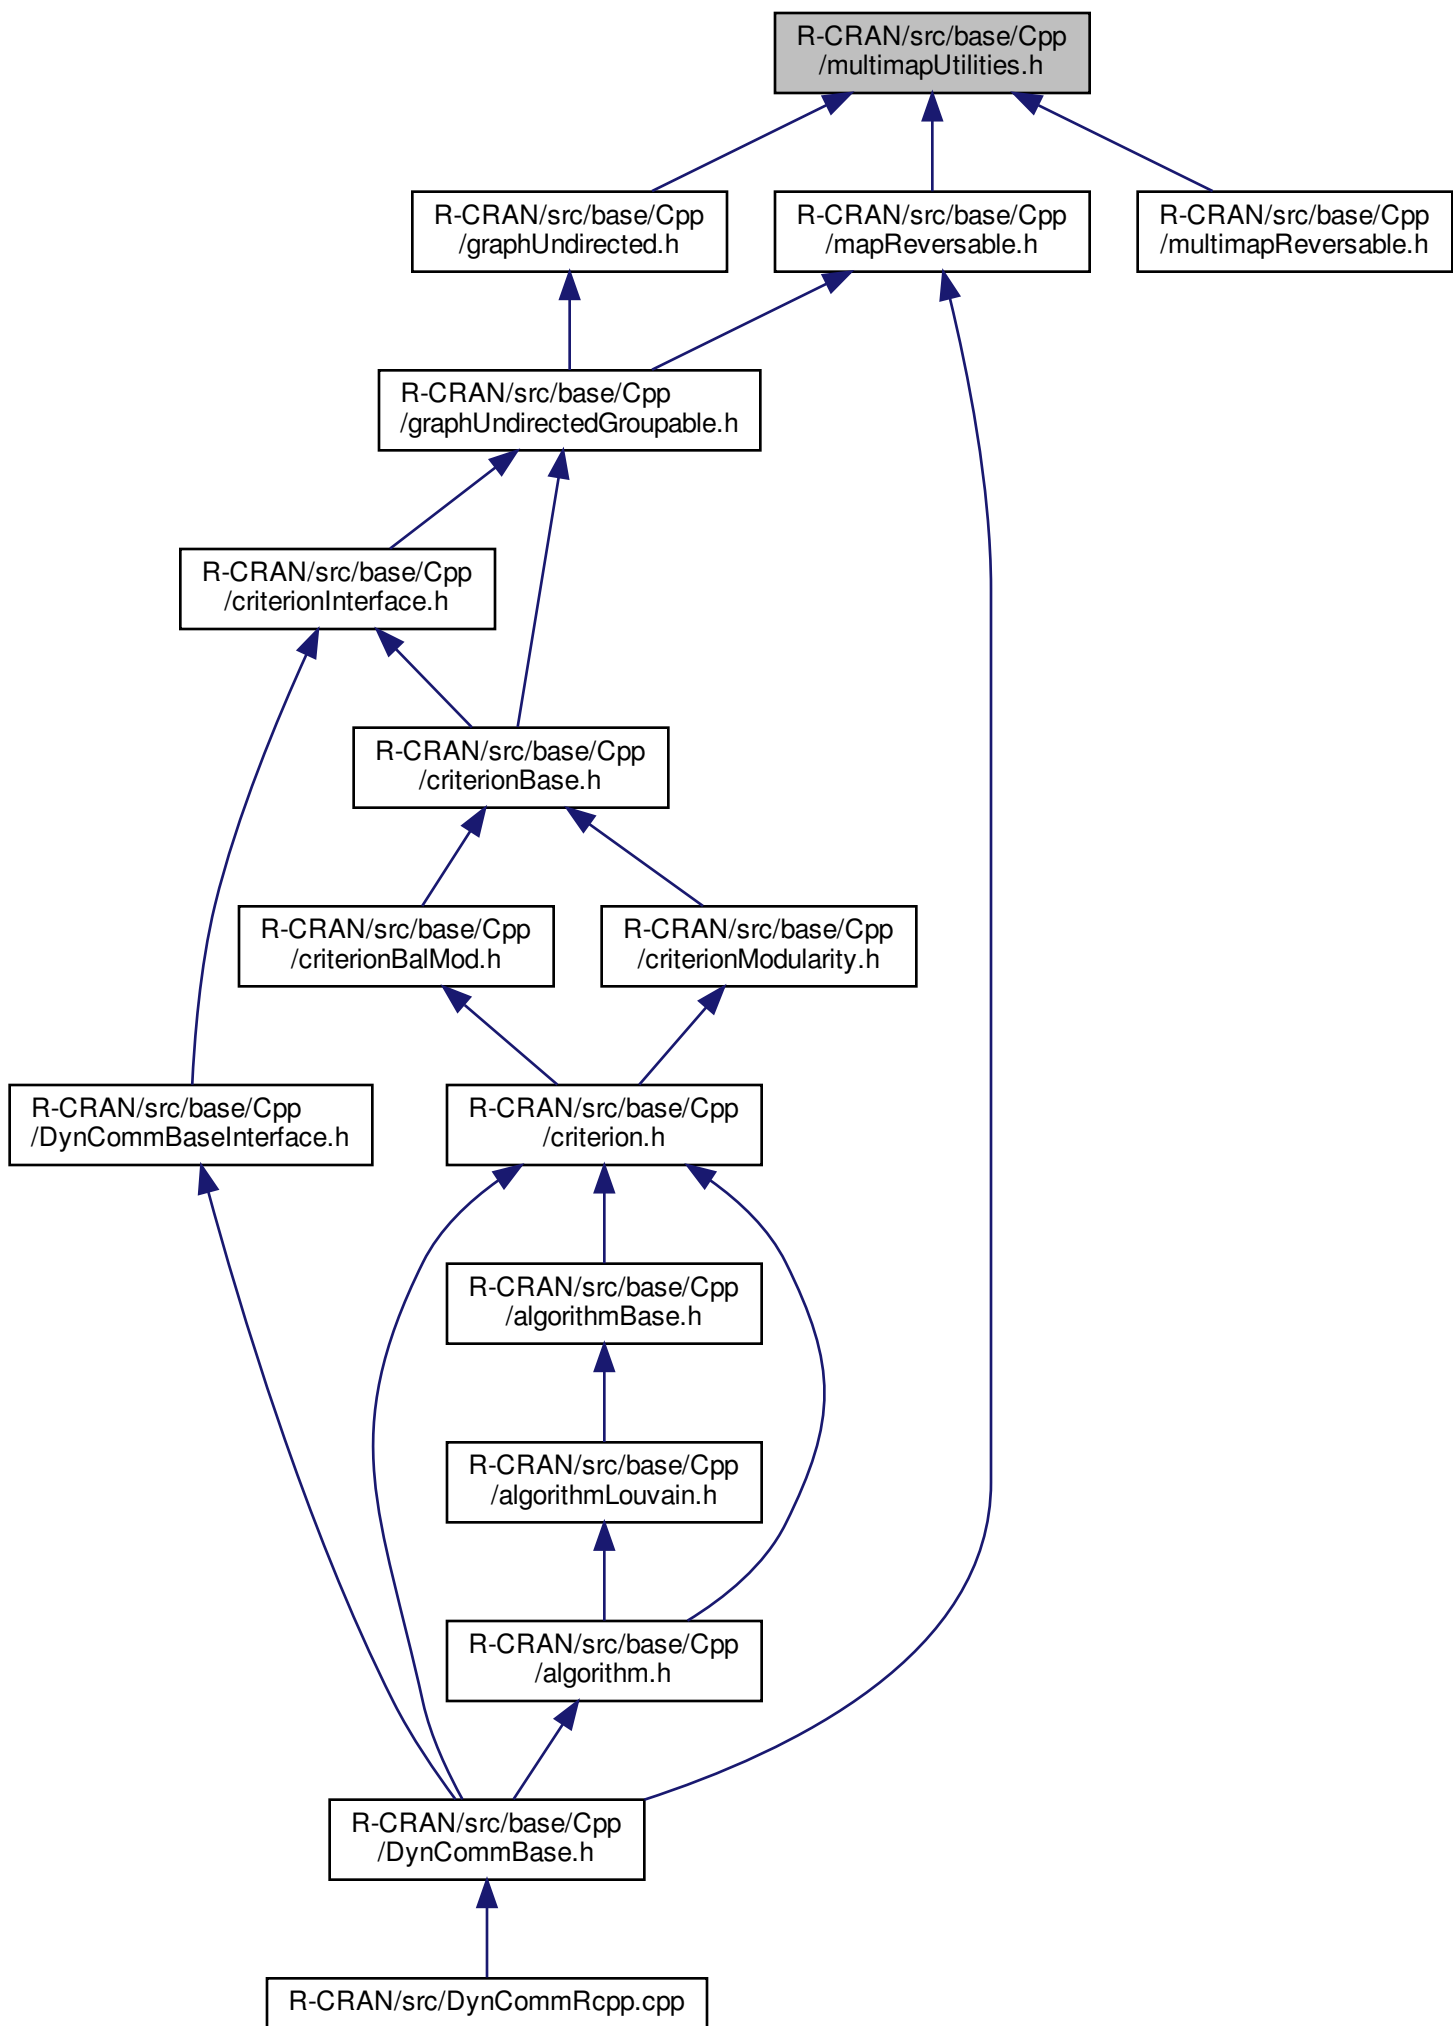 R-CRAN/src/base/Cpp
/multimapUtilities.h
R-CRAN/src/base/Cpp
/graphUndirected.h
R-CRAN/src/base/Cpp
/mapReversable.h
R-CRAN/src/base/Cpp
/multimapReversable.h
R-CRAN/src/base/Cpp
/graphUndirectedGroupable.h
R-CRAN/src/base/Cpp
/criterionInterface.h
R-CRAN/src/base/Cpp
/criterionBase.h
R-CRAN/src/base/Cpp
/criterionBalMod.h
R-CRAN/src/base/Cpp
/criterionModularity.h
R-CRAN/src/base/Cpp
/DynCommBaseInterface.h
R-CRAN/src/base/Cpp
/criterion.h
R-CRAN/src/base/Cpp
/algorithmBase.h
R-CRAN/src/base/Cpp
/algorithmLouvain.h
R-CRAN/src/base/Cpp
/algorithm.h
R-CRAN/src/base/Cpp
/DynCommBase.h
R-CRAN/src/DynCommRcpp.cpp